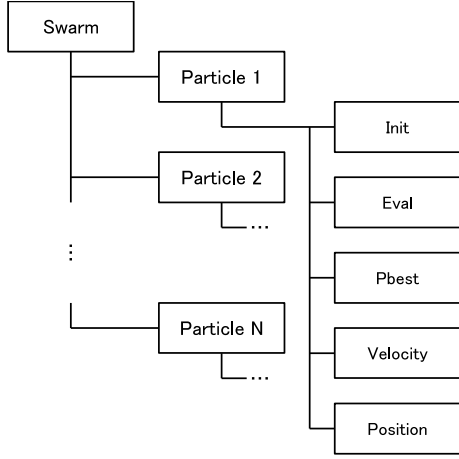 Swarm
Particle 1
Init
Particle 2
Eval
...
⋮
Pbest
Particle N
Velocity
...
Position